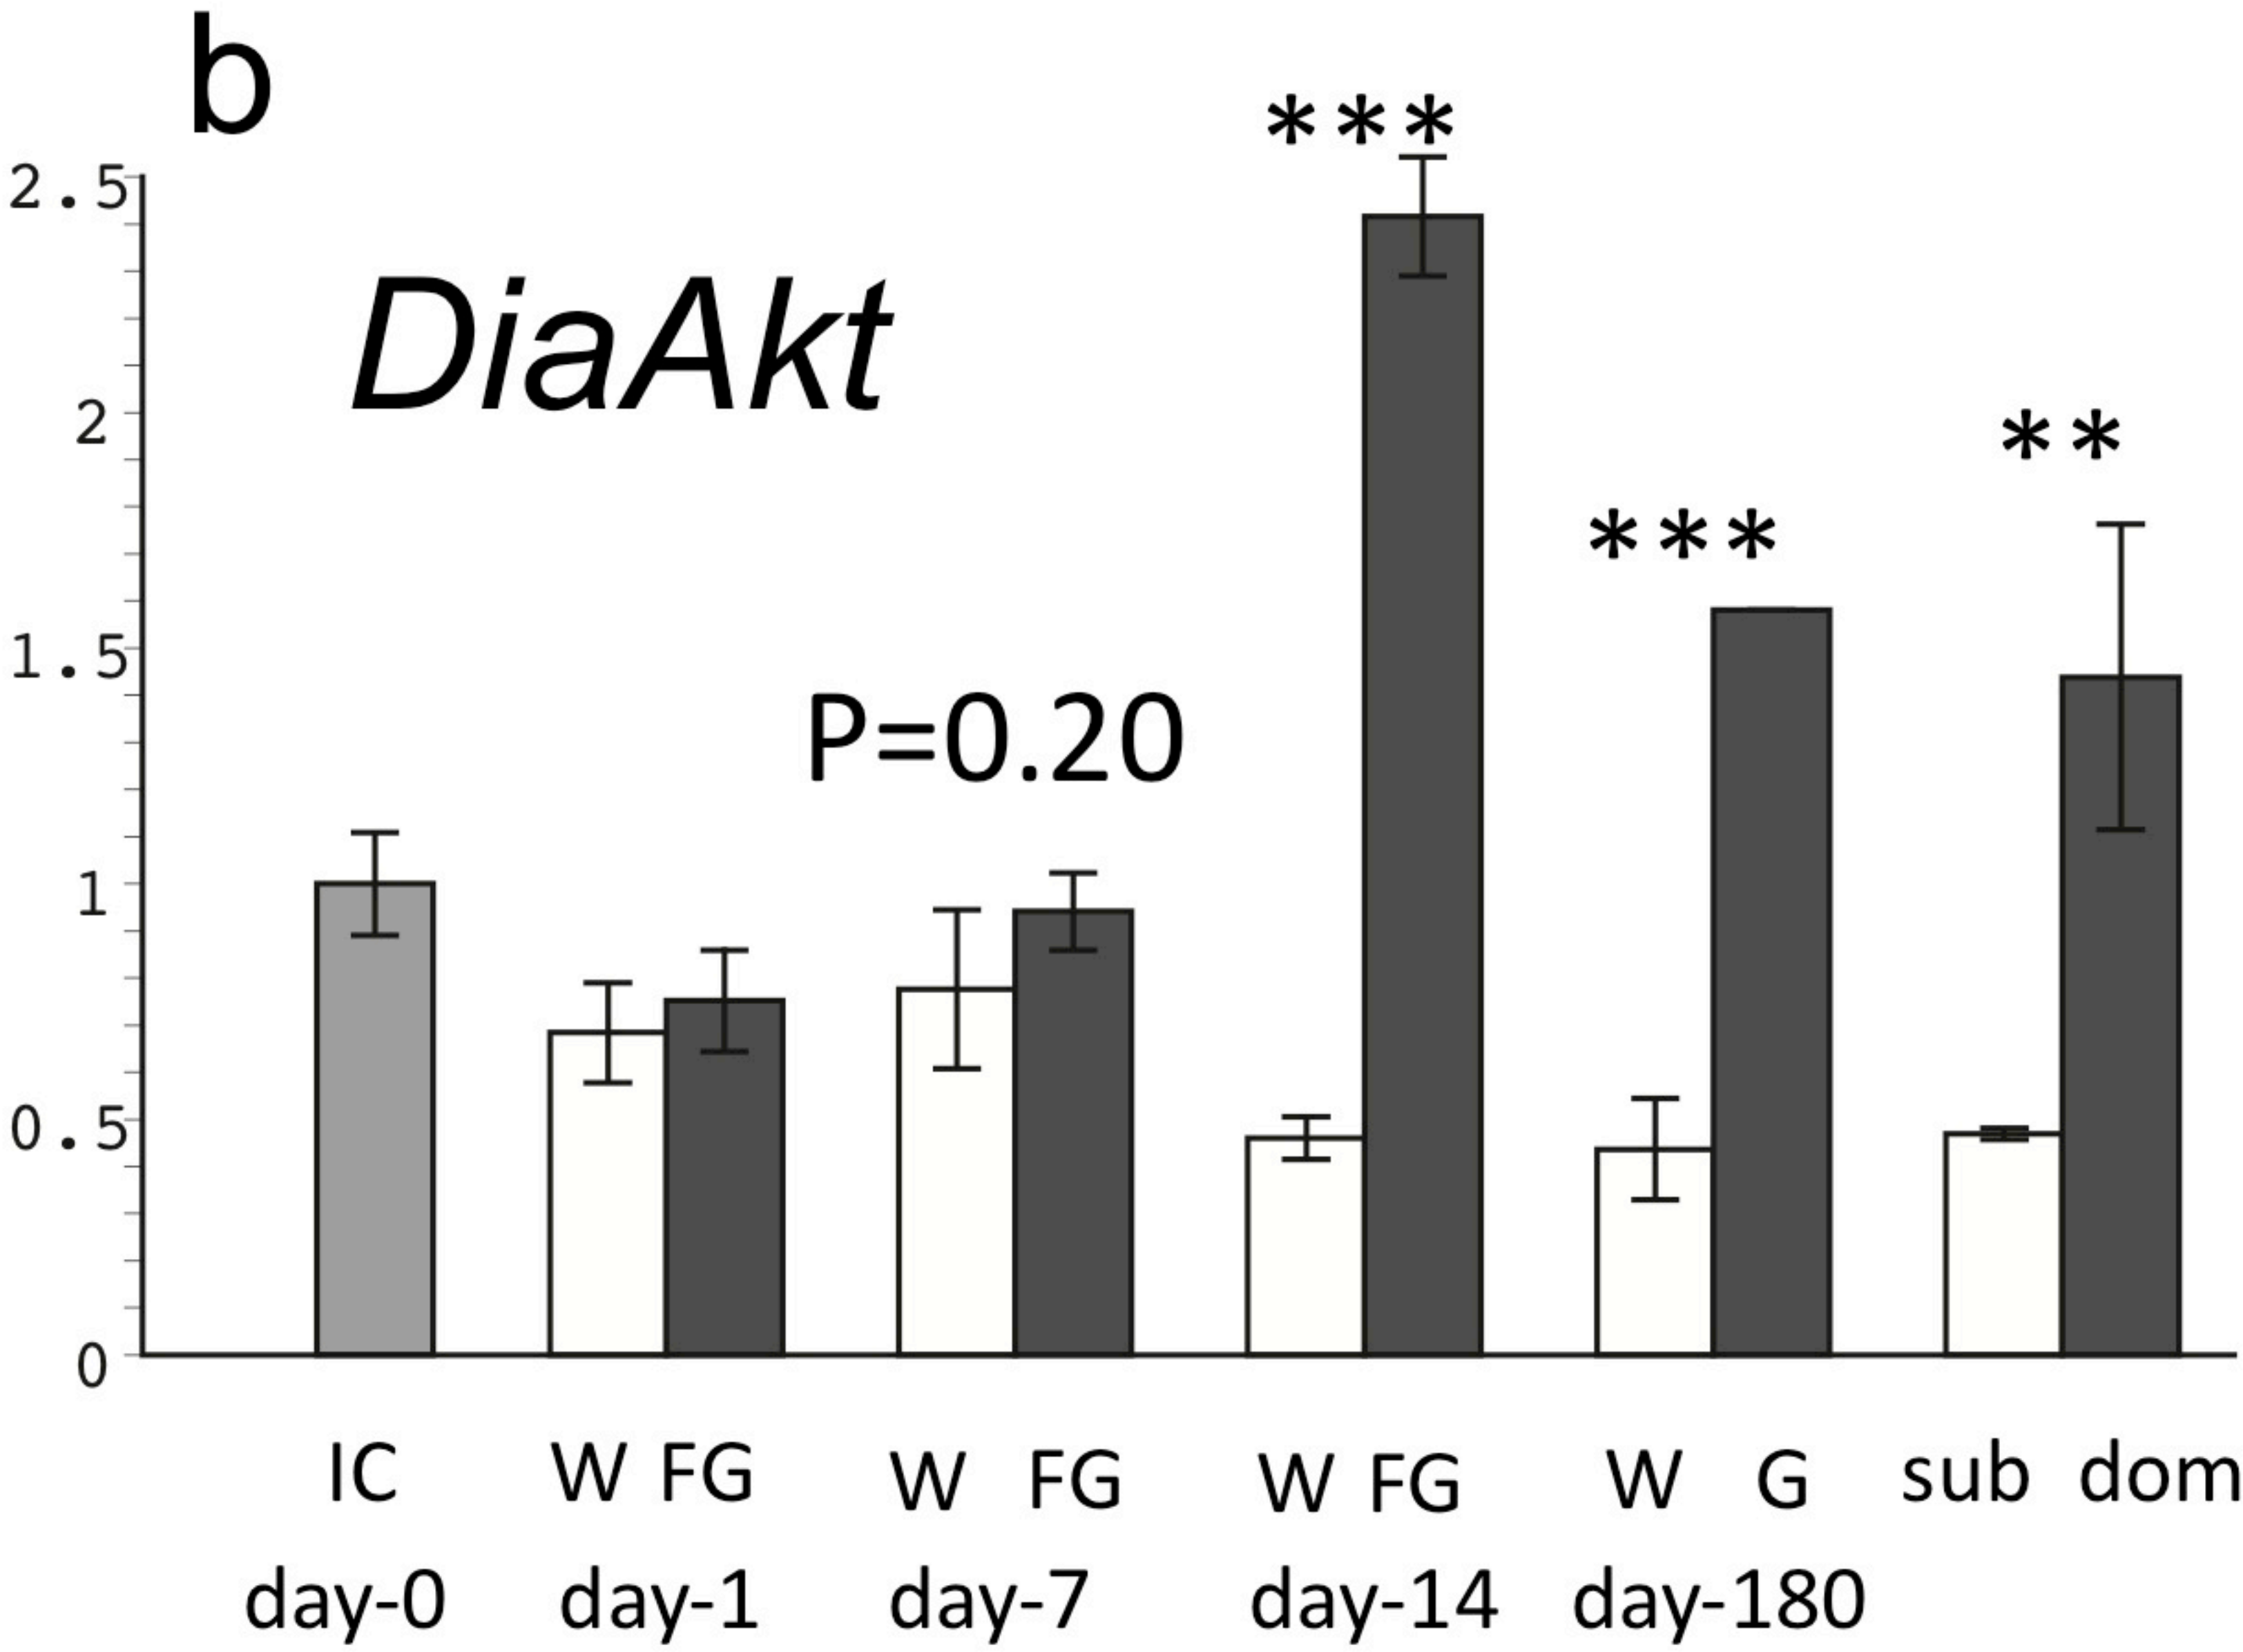 b
***
2.5
DiaAkt
2
**
***
1.5
P=0.20
1
0.5
0
IC W FG W FG W FG W G sub dom
day-0 day-1 day-7 day-14 day-180